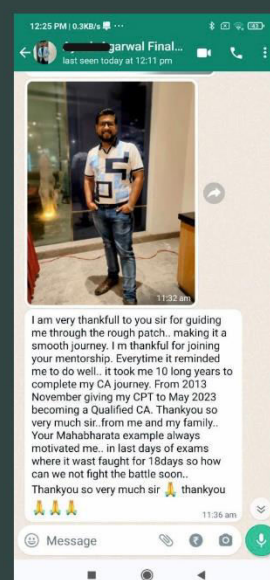 12:25 PM | 0.3KB/s
garwal Final...
last seen today at 12:11 pm
11:32 am
I am very thankfull to you sir for guiding
me through the rough patch.. making it a
smooth journey. I m thankful for joining
your mentorship. Everytime it reminded
me to do well.. it took me 10 long years to
complete my CA journey. From 2013
November giving my CPT to May 2023
becoming a Qualified CA. Thankyou so
very much sir..from me and my family..
Your Mahabharata example always
motivated me.. in last days of exams
where it wast faught for 18days so how
can we not fight the battle soon..
Thankyou so very much sir 🙏 thankyou
🙏🙏🙏
11:36 am
Message